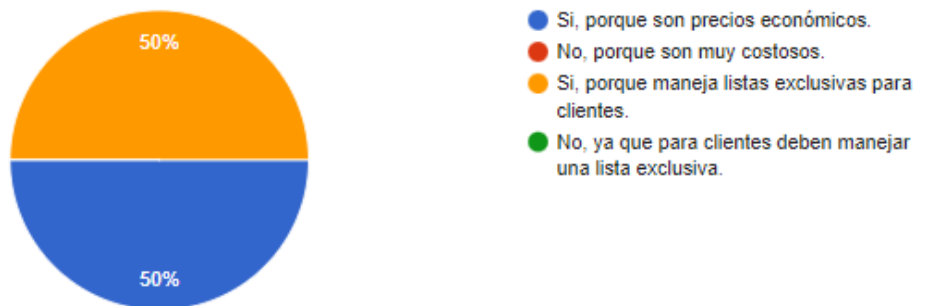 50%
50%
Si, porque son precios económicos.
No, porque son muy costosos.
Si, porque maneja listas exclusivas para
clientes.
No, ya que para clientes deben manejar
una lista exclusiva.